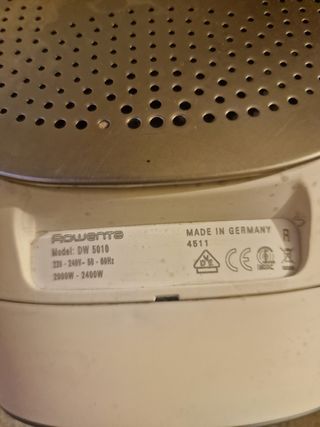 Rowenta
Model: DW 5010
220 - 240V~ 50 - 60Hz
2000W - 2400W
MADE IN GERMANY
4511